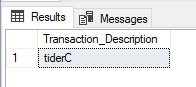 Results Messages
Transaction_Description
1 tiderC